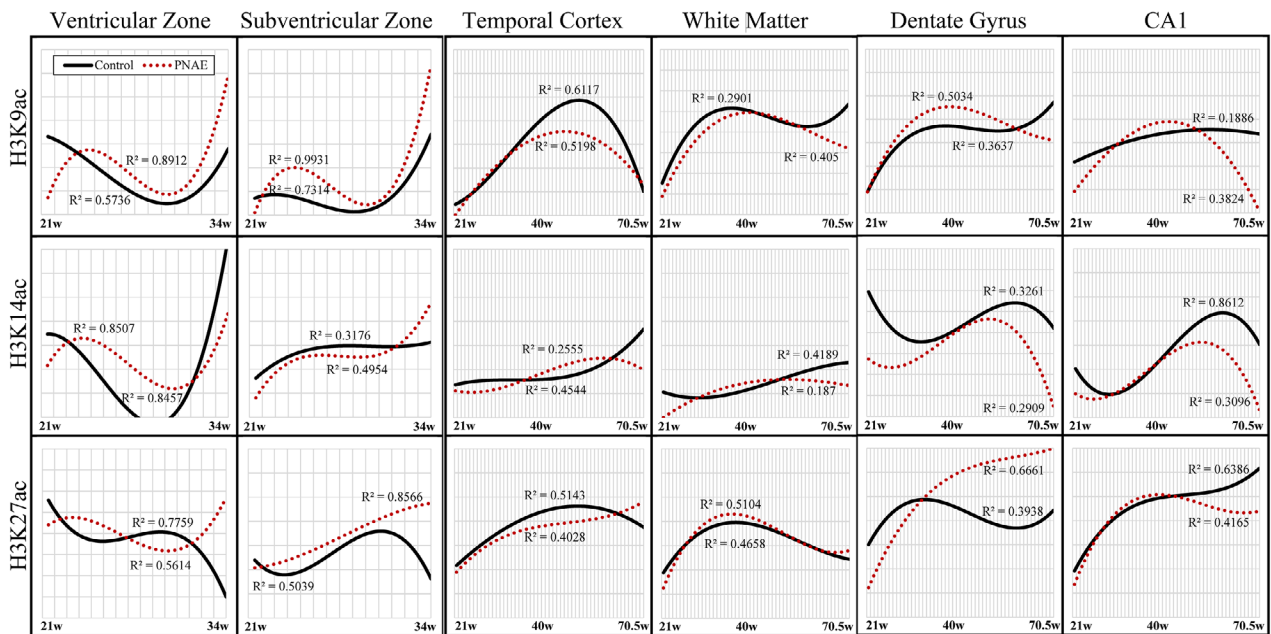 Ventricular Zone
Subventricular Zone
Temporal Cortex
White Matter
Dentate Gyrus
CA1
H3K9ac
Control
PNAE
R² = 0.8912
R² = 0.5736
21w
34w
R² = 0.9931
R² = 0.7314
21w
34w
R² = 0.6117
R² = 0.5198
21w
40w
70.5w
R² = 0.2901
R² = 0.405
21w
40w
70.5w
R² = 0.5034
R² = 0.3637
21w
40w
70.5w
R² = 0.1886
R² = 0.3824
21w
40w
70.5w
H3K14ac
R² = 0.8507
R² = 0.8457
21w
34w
R² = 0.3176
R² = 0.4954
21w
34w
R² = 0.2555
R² = 0.4544
21w
40w
70.5w
R² = 0.4189
R² = 0.187
21w
40w
70.5w
R² = 0.3261
R² = 0.2909
21w
40w
70.5w
R² = 0.8612
R² = 0.3096
21w
40w
70.5w
H3K27ac
R² = 0.7759
R² = 0.5614
21w
34w
R² = 0.8566
R² = 0.5039
21w
34w
R² = 0.5143
R² = 0.4028
21w
40w
70.5w
R² = 0.5104
R² = 0.4658
21w
40w
70.5w
R² = 0.6661
R² = 0.3938
21w
40w
70.5w
R² = 0.6386
R² = 0.4165
21w
40w
70.5w